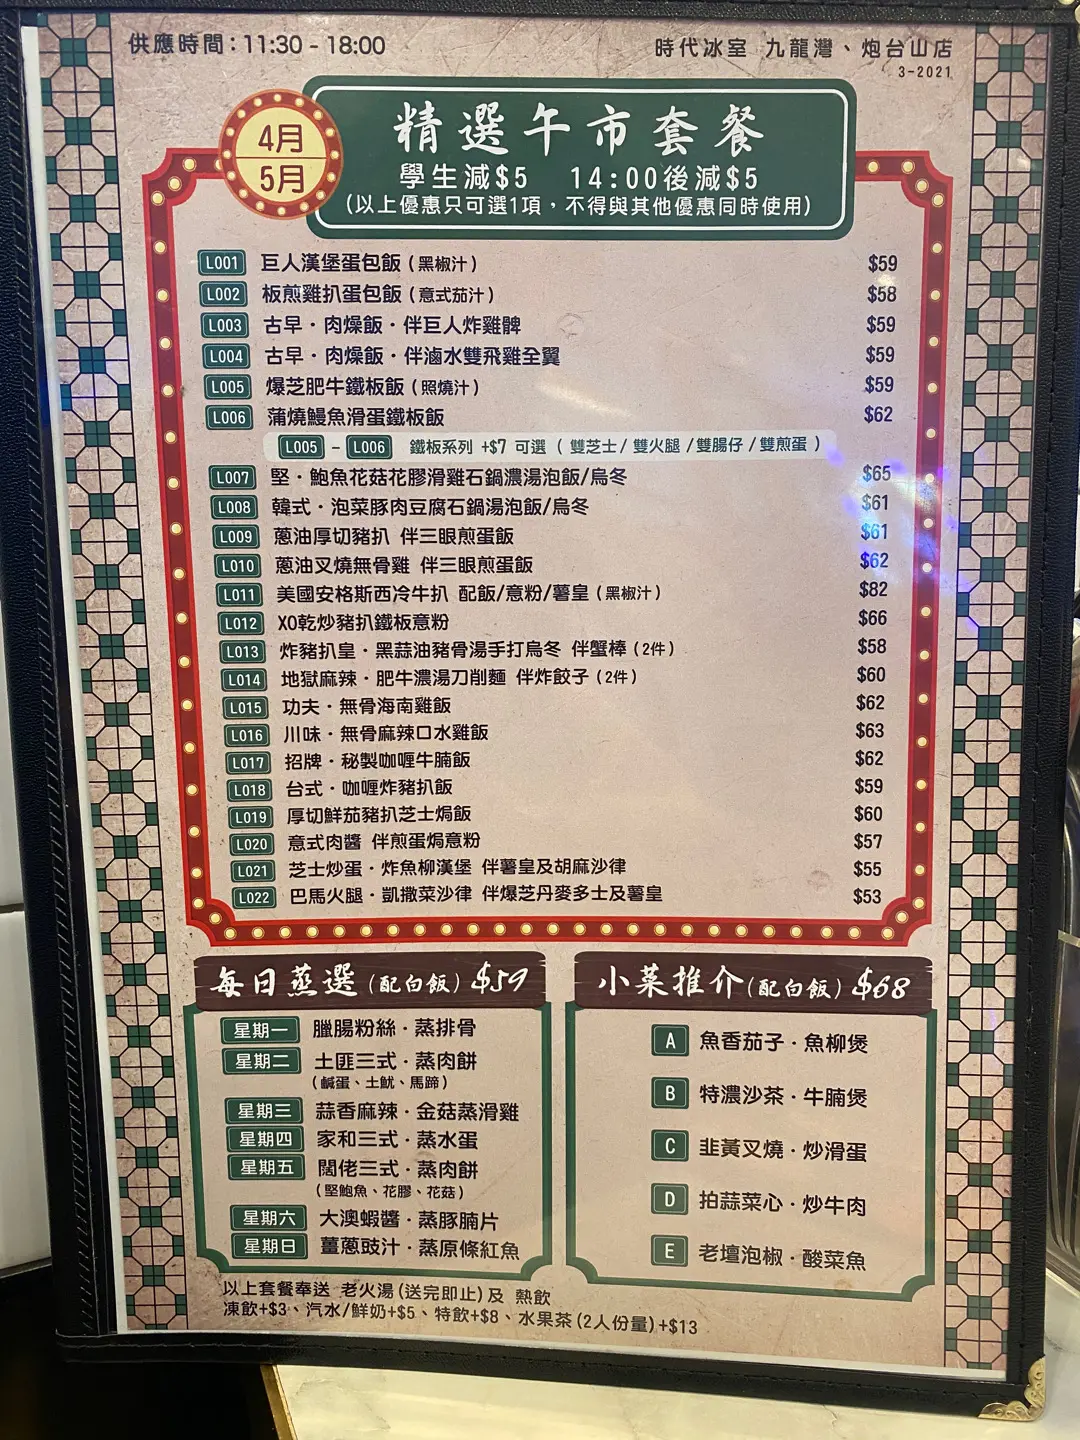 供應時間：11:30 - 18:00
時代冰室 九龍灣、炮台山店
3-2021
4月
5月
精選午市套餐
學生減$5 14:00後減$5
(以上優惠只可選1項，不得與其他優惠同時使用)
L001 巨人漢堡蛋包飯 (黑椒汁) $59
L002 板煎雞扒蛋包飯 (意式茄汁) $58
L003 古早・肉燥飯・伴巨人炸雞髀 $59
L004 古早・肉燥飯・伴滷水雙飛雞全翼 $59
L005 爆芝肥牛鐵板飯 (照燒汁) $59
L006 蒲燒鰻魚滑蛋鐵板飯 $62
L005 - L006 鐵板系列 +$7 可選 ( 雙芝士 / 雙火腿 / 雙腸仔 / 雙煎蛋 )
L007 堅・鮑魚花菇花膠滑雞石鍋濃湯泡飯/烏冬 $65
L008 韓式・泡菜豚肉豆腐石鍋湯泡飯/烏冬 $61
L009 蔥油厚切豬扒 伴三眼煎蛋飯 $61
L010 蔥油叉燒無骨雞 伴三眼煎蛋飯 $62
L011 美國安格斯西冷牛扒 配飯/意粉/薯皇 (黑椒汁) $82
L012 XO乾炒豬扒鐵板意粉 $66
L013 炸豬扒皇・黑蒜油豬骨湯手打烏冬 伴蟹棒 (2件) $58
L014 地獄麻辣・肥牛濃湯刀削麵 伴炸餃子 (2件) $60
L015 功夫・無骨海南雞飯 $62
L016 川味・無骨麻辣口水雞飯 $63
L017 招牌・秘製咖喱牛腩飯 $62
L018 台式・咖喱炸豬扒飯 $59
L019 厚切鮮茄豬扒芝士焗飯 $60
L020 意式肉醬 伴煎蛋焗意粉 $57
L021 芝士炒蛋・炸魚柳漢堡 伴薯皇及胡麻沙律 $55
L022 巴馬火腿・凱撒菜沙律 伴爆芝丹麥多士及薯皇 $53
每日蒸選 (配白飯) $59
星期一 臘腸粉絲・蒸排骨
星期二 土匪三式・蒸肉餅
(鹹蛋、土魷、馬蹄)
星期三 蒜香麻辣・金菇蒸滑雞
星期四 家和三式・蒸水蛋
星期五 闊佬三式・蒸肉餅
(堅鮑魚、花膠、花菇)
星期六 大澳蝦醬・蒸豚腩片
星期日 薑蔥豉汁・蒸原條紅魚
小菜推介 (配白飯) $68
A 魚香茄子・魚柳煲
B 特濃沙茶・牛腩煲
C 韭黃叉燒・炒滑蛋
D 拍蒜菜心・炒牛肉
E 老壇泡椒・酸菜魚
以上套餐奉送 老火湯 (送完即止) 及 熱飲
凍飲+$3、汽水/鮮奶+$5、特飲+$8、水果茶 (2人份量) +$13